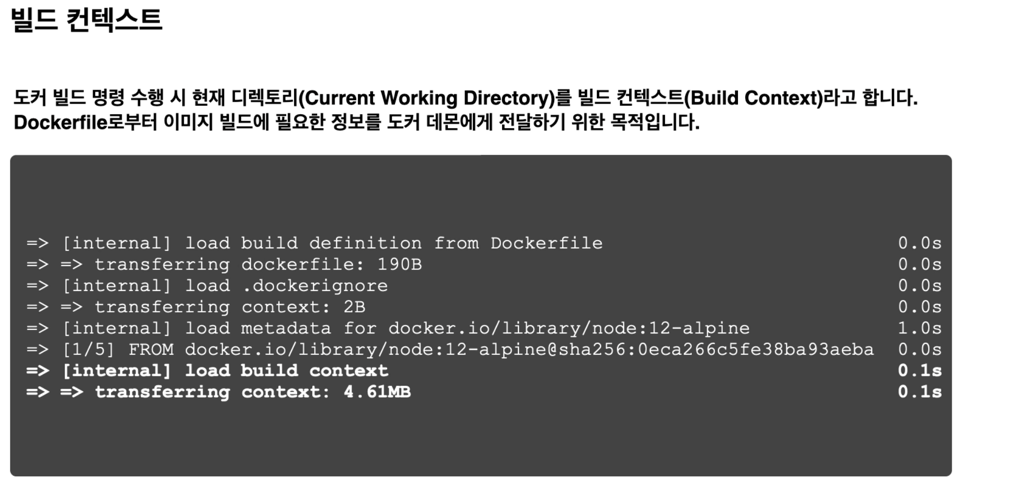 빌드 컨텍스트
도커 빌드 명령 수행 시 현재 디렉토리(Current Working Directory)를 빌드 컨텍스트(Build Context)라고 합니다.
Dockerfile로부터 이미지 빌드에 필요한 정보를 도커 데몬에게 전달하기 위한 목적입니다.
=> [internal] load build definition from Dockerfile 0.0s
=> => transferring dockerfile: 190B 0.0s
=> [internal] load .dockerignore 0.0s
=> => transferring context: 2B 0.0s
=> [internal] load metadata for docker.io/library/node:12-alpine 1.0s
=> [1/5] FROM docker.io/library/node:12-alpine@sha256:0eca266c5fe38ba93aeba 0.0s
=> [internal] load build context 0.1s
=> => transferring context: 4.61MB 0.1s